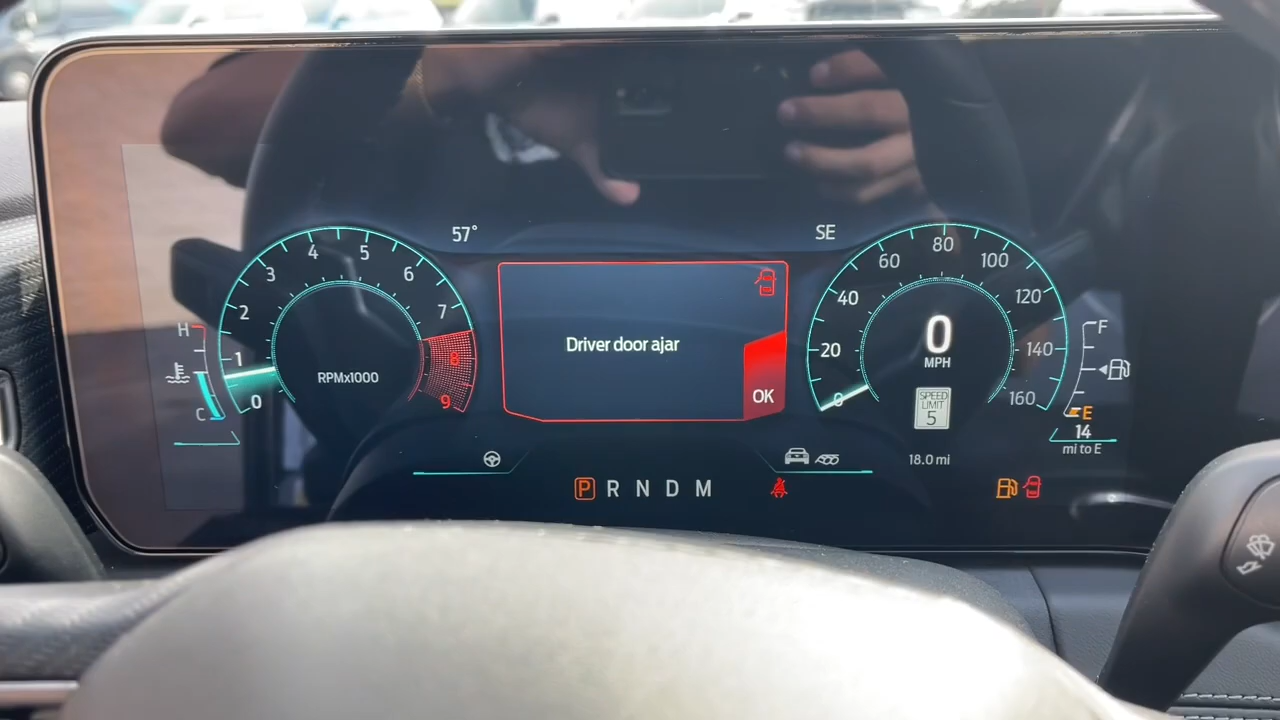 57°
SE
0
1
2
3
4
5
6
7
8
9
RPMx1000
H
C
Driver door ajar
OK
0
20
40
60
80
100
120
140
160
0
MPH
SPEED
LIMIT
5
18.0 mi
F
E
14
mi to E
P R N D M